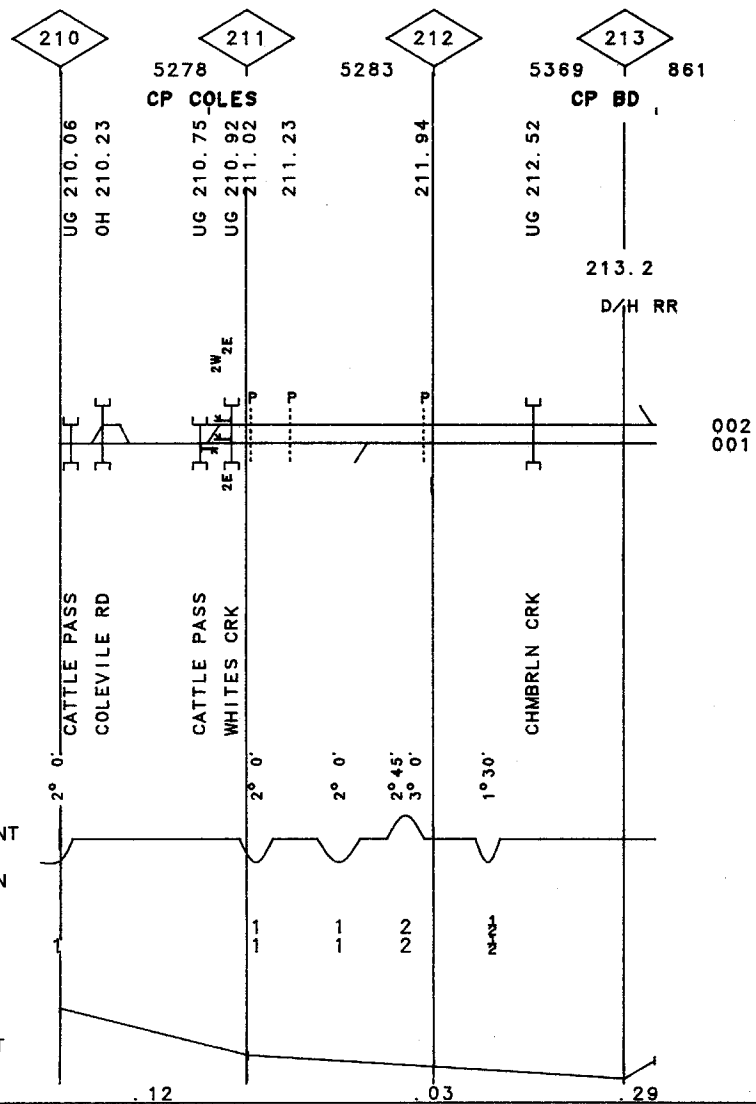 210 211 212 213
5278 5283 5369 861
CP COLES CP BD
UG 210.06
OH 210.23
UG 210.75
UG 210.92
211.02
211.23
211.94
UG 212.52
213.2
D/H RR
2W
2E
P P P
002
001
2E
CATTLE PASS
COLEVILE RD
CATTLE PASS
WHITES CRK
CHMBRLN CRK
2° 0'
2° 0'
2° 0'
2° 45'
3° 0'
1° 30'
NT
N
1 1 2
1 1 1 2
T
.12 .03 .29